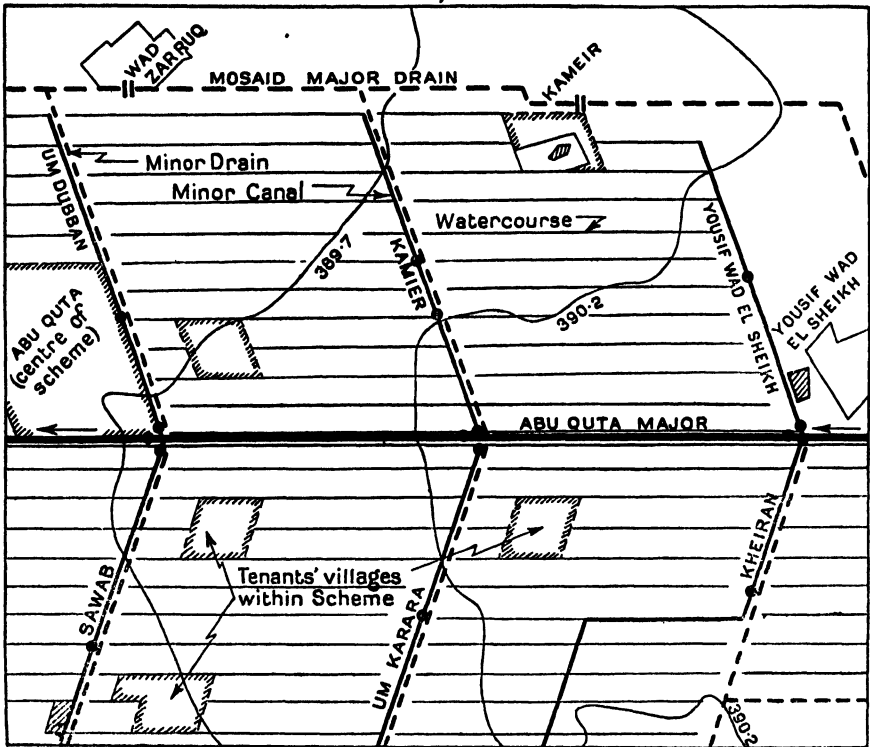 WAD
ZARRUQ
MOSAID MAJOR DRAIN
KAMEIR
UM DUBBAN
Minor Drain
Minor Canal
Watercourse
389·7
KAMIER
390·2
YOUSIF WAD EL SHEIKH
YOUSIF WAD
EL SHEIKH
ABU QUTA
(centre of
scheme)
ABU QUTA MAJOR
SAWAB
Tenants' villages
within Scheme
UM KARARA
KHEIRAN
390·2